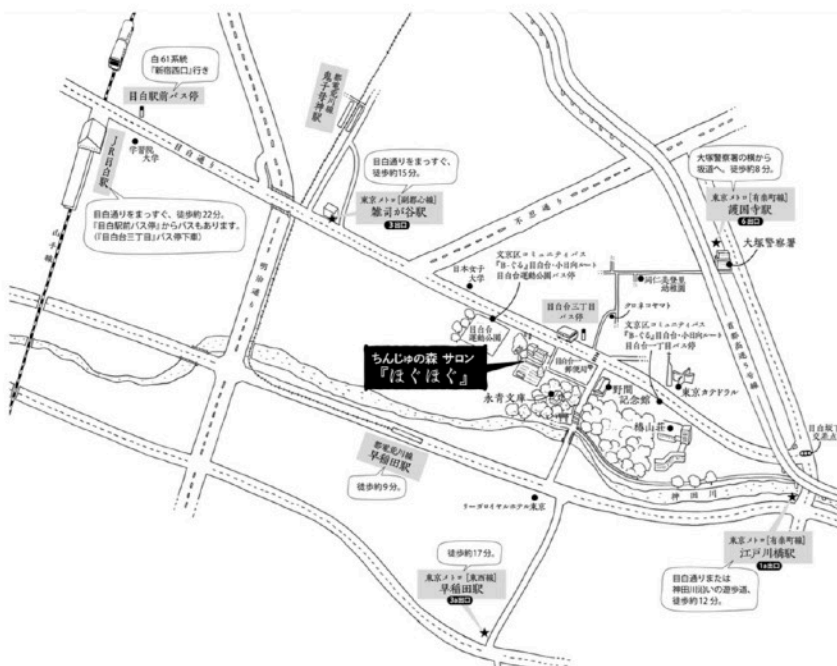 白61系統
『新宿西口』行き
目白駅前バス停
学習院
大学
JR目白駅
山手線
目白通りをまっすぐ、徒歩約22分。
『目白駅前バス停』からバスもあります。
(『目白台三丁目』バス停下車)
目白通り
明治通り
都電荒川線
鬼子母神駅
目白通りをまっすぐ、
徒歩約15分。
東京メトロ [副都心線]
雑司が谷駅
3出口
不忍通り
日本女子
大学
文京区コミュニティバス
『B-ぐる』目白台・小日向ルート
目白台運動公園バス停
目白台
運動公園
目白台三丁目
バス停
目白台
郵便局
クロネコヤマト
同仁美登里
幼稚園
大塚警察署の横から
坂道へ。徒歩約8分。
東京メトロ [有楽町線]
護国寺駅
6出口
大塚警察署
文京区コミュニティバス
『B-ぐる』目白台・小日向ルート
目白台一丁目バス停
ちんじゅの森 サロン
『ほぐほぐ』
永青文庫
野間
記念館
東京カテドラル
椿山荘
目白坂下
交差点
神田川
都電荒川線
早稲田駅
徒歩約9分。
リーガロイヤルホテル東京
徒歩約17分。
東京メトロ [東西線]
早稲田駅
3a出口
東京メトロ [有楽町線]
江戸川橋駅
1a出口
目白通りまたは
神田川沿いの遊歩道、
徒歩約12分。